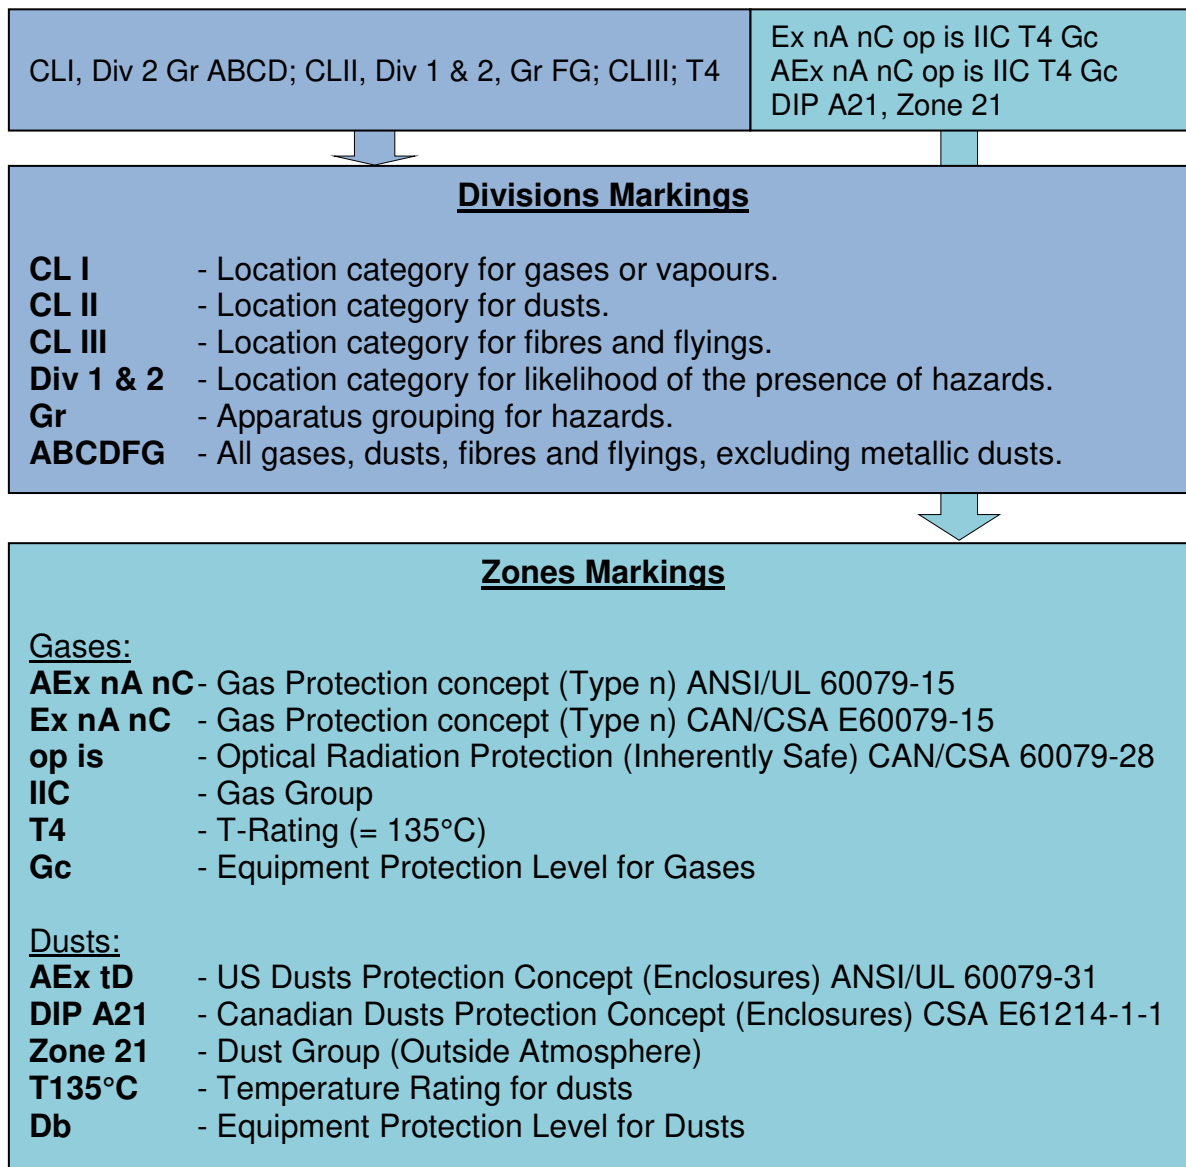 CLI, Div 2 Gr ABCD; CLII, Div 1 & 2, Gr FG; CLIII; T4
Ex nA nC op is IIC T4 Gc
AEx nA nC op is IIC T4 Gc
DIP A21, Zone 21
Divisions Markings
CL I - Location category for gases or vapours.
CL II - Location category for dusts.
CL III - Location category for fibres and flyings.
Div 1 & 2 - Location category for likelihood of the presence of hazards.
Gr - Apparatus grouping for hazards.
ABCDFG - All gases, dusts, fibres and flyings, excluding metallic dusts.
Zones Markings
Gases:
AEx nA nC - Gas Protection concept (Type n) ANSI/UL 60079-15
Ex nA nC - Gas Protection concept (Type n) CAN/CSA E60079-15
op is - Optical Radiation Protection (Inherently Safe) CAN/CSA 60079-28
IIC - Gas Group
T4 - T-Rating (= 135°C)
Gc - Equipment Protection Level for Gases
Dusts:
AEx tD - US Dusts Protection Concept (Enclosures) ANSI/UL 60079-31
DIP A21 - Canadian Dusts Protection Concept (Enclosures) CSA E61214-1-1
Zone 21 - Dust Group (Outside Atmosphere)
T135°C - Temperature Rating for dusts
Db - Equipment Protection Level for Dusts